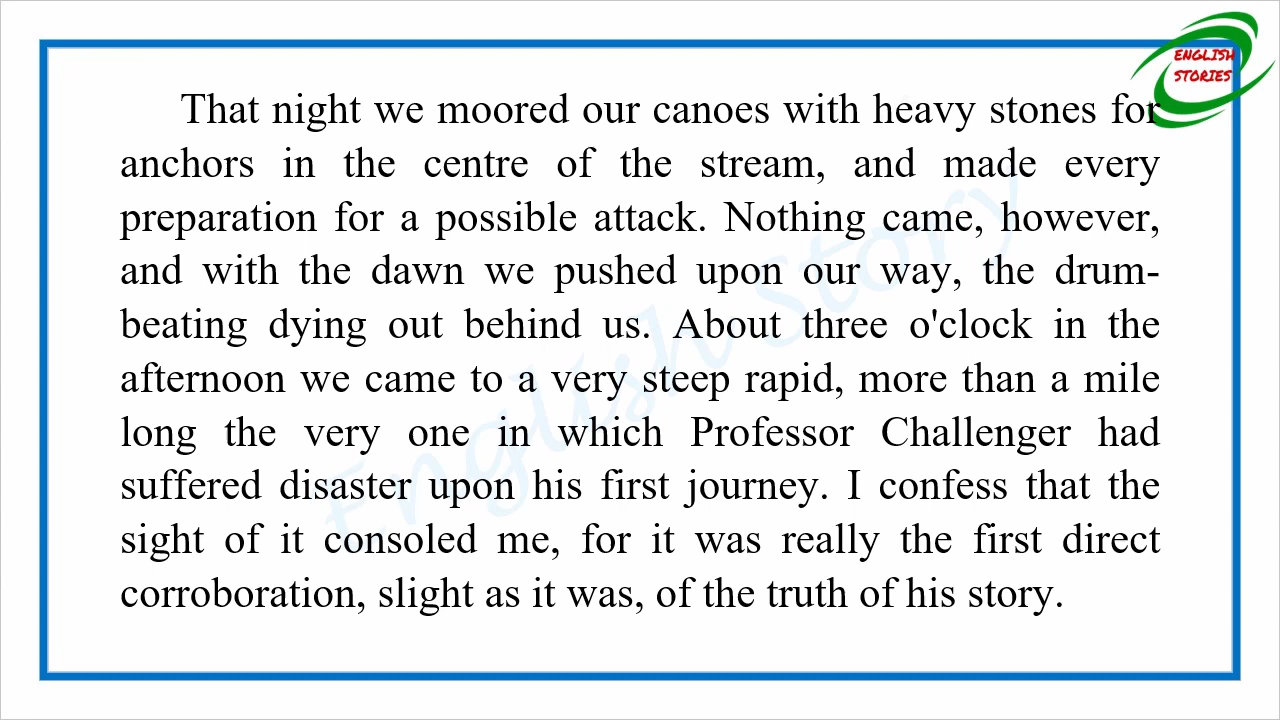 ENGLISH
STORIES
That night we moored our canoes with heavy stones for
anchors in the centre of the stream, and made every
preparation for a possible attack. Nothing came, however,
and with the dawn we pushed upon our way, the drum-
beating dying out behind us. About three o'clock in the
afternoon we came to a very steep rapid, more than a mile
long the very one in which Professor Challenger had
suffered disaster upon his first journey. I confess that the
sight of it consoled me, for it was really the first direct
corroboration, slight as it was, of the truth of his story.
English Story